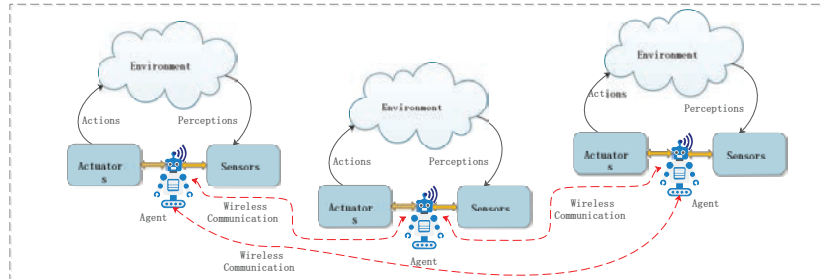 Environment
Actions
Perceptions
Actuator
s
Sensors
Agent
Wireless
Communication
Environment
Actions
Perceptions
Actuator
s
Sensors
Agent
Environment
Actions
Perceptions
Actuator
s
Sensors
Agent
Wireless
Communication
Wireless
Communication